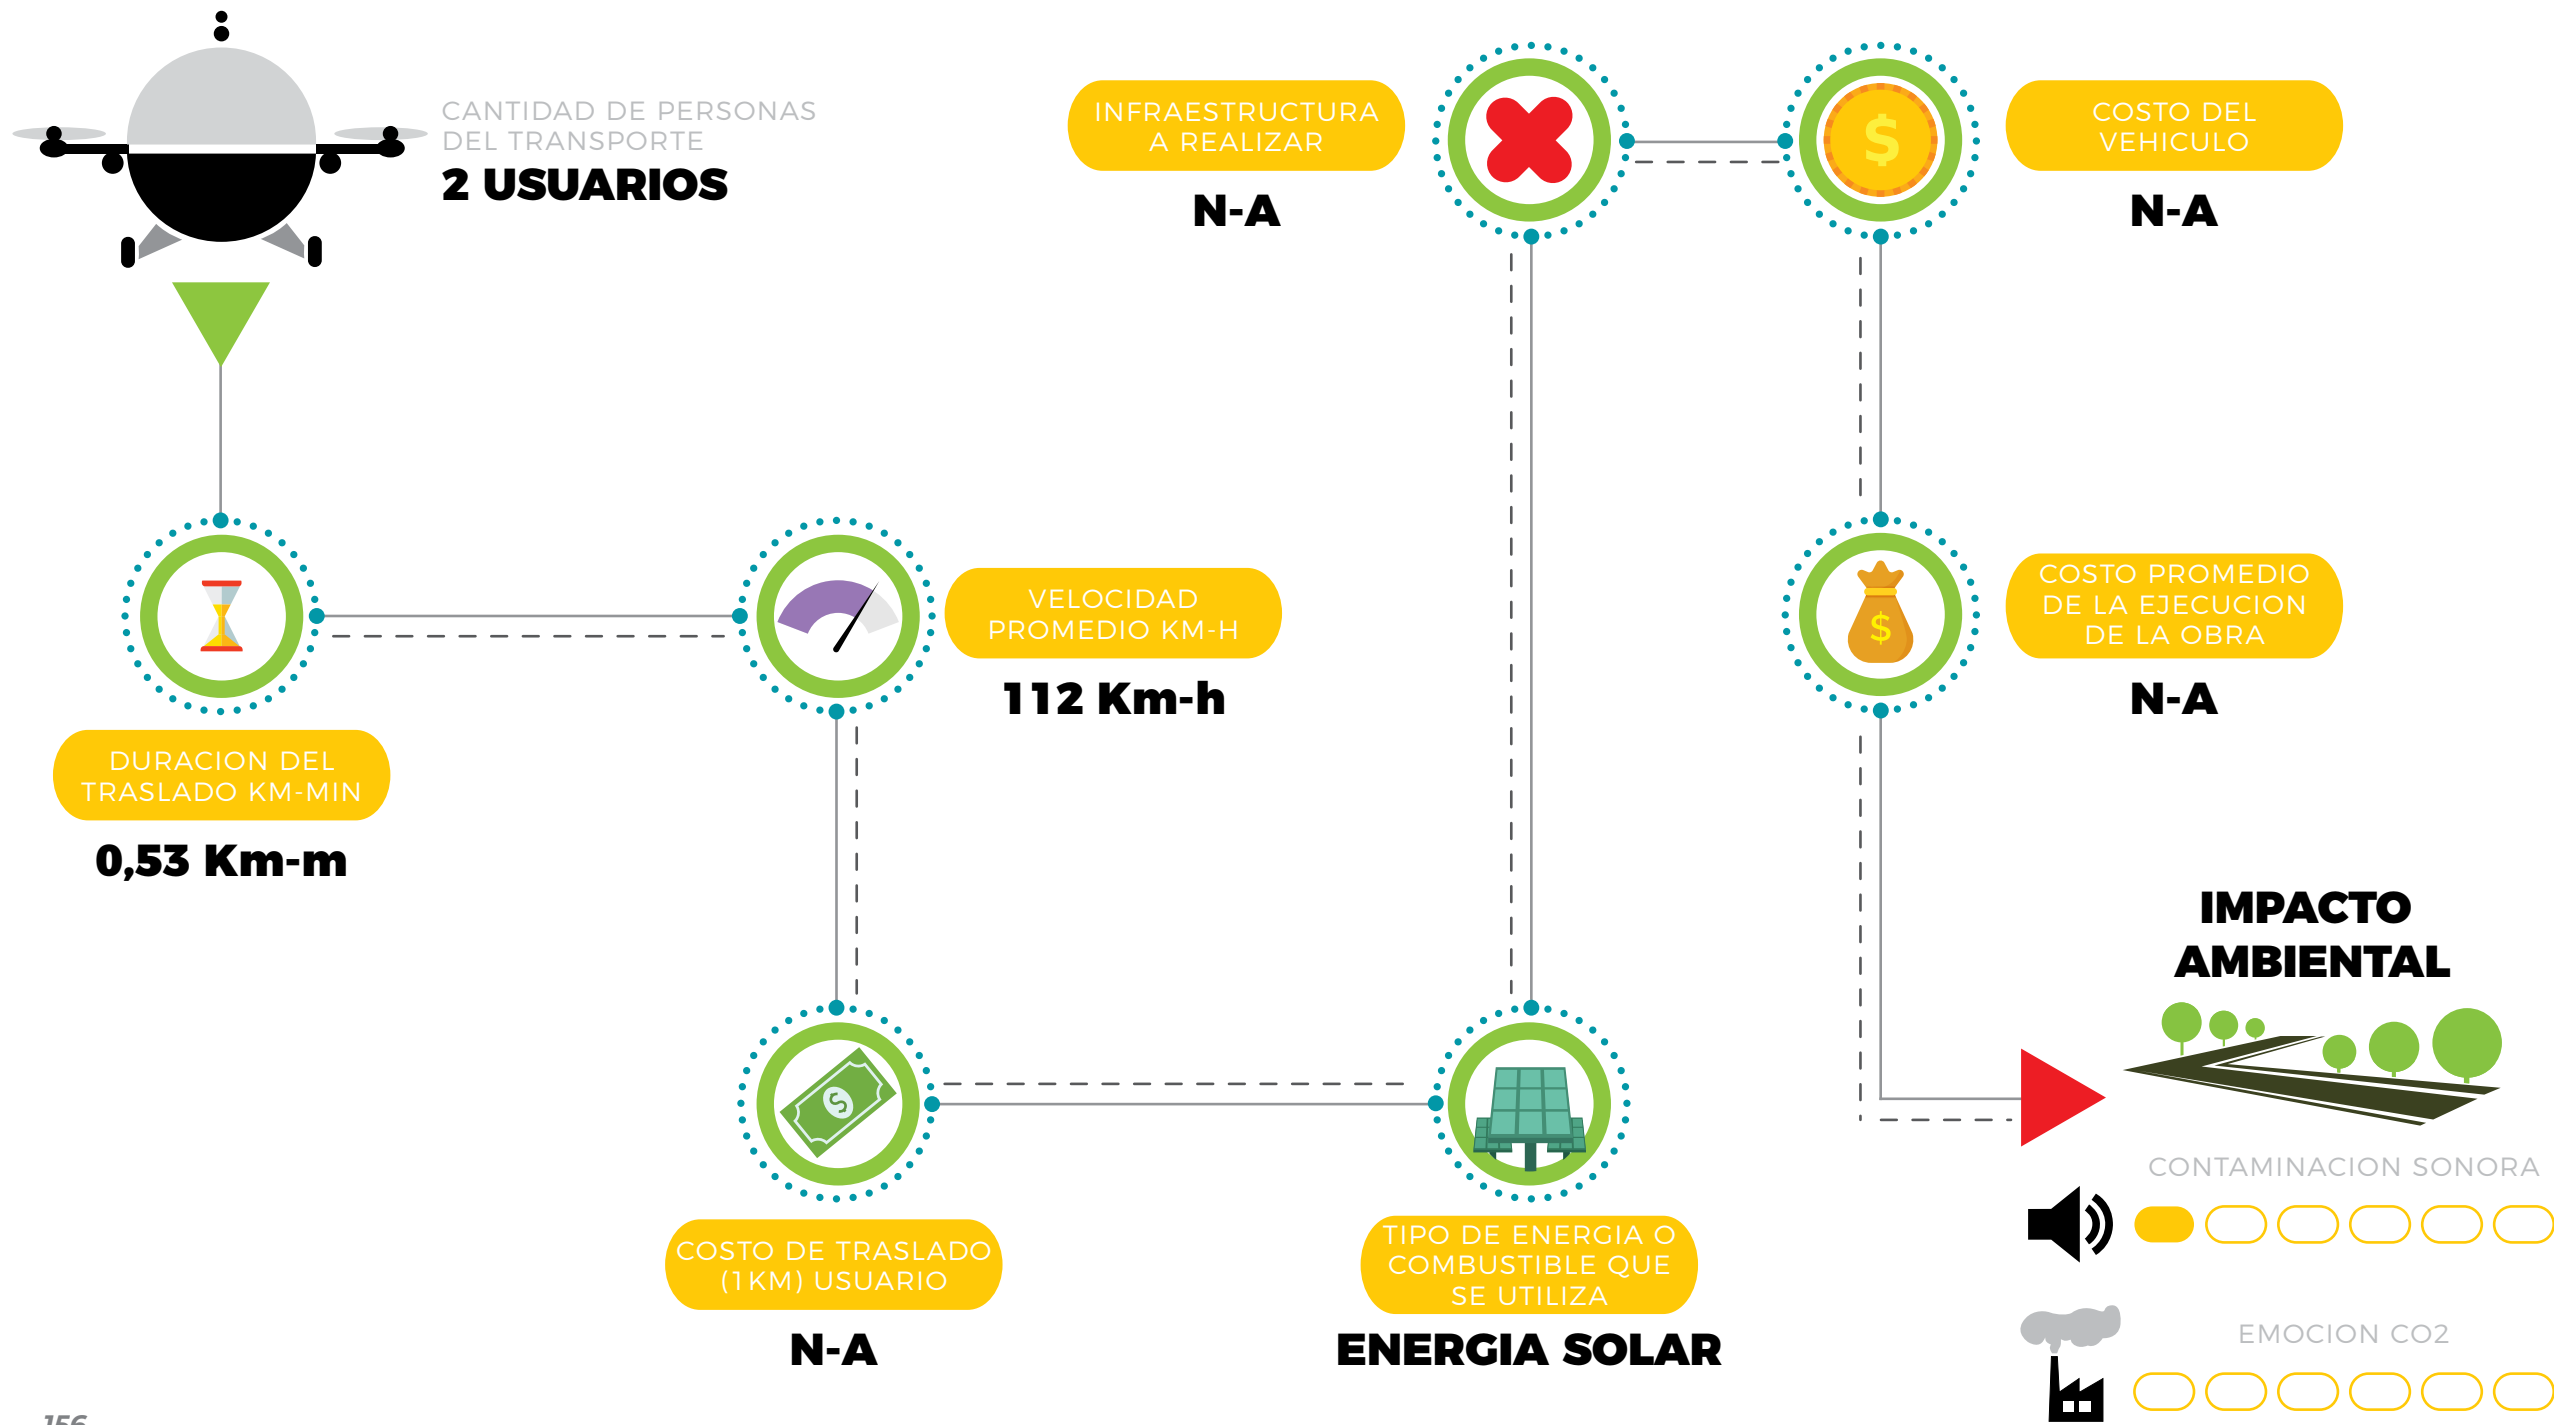 CANTIDAD DE PERSONAS
DEL TRANSPORTE
2 USUARIOS
DURACION DEL
TRASLADO KM-MIN
0,53 Km-m
VELOCIDAD
PROMEDIO KM-H
112 Km-h
COSTO DE TRASLADO
(1KM) USUARIO
N-A
TIPO DE ENERGIA O
COMBUSTIBLE QUE
SE UTILIZA
ENERGIA SOLAR
INFRAESTRUCTURA
A REALIZAR
N-A
$
COSTO DEL
VEHICULO
N-A
$
COSTO PROMEDIO
DE LA EJECUCION
DE LA OBRA
N-A
IMPACTO
AMBIENTAL
CONTAMINACION SONORA
EMOCION CO2
156